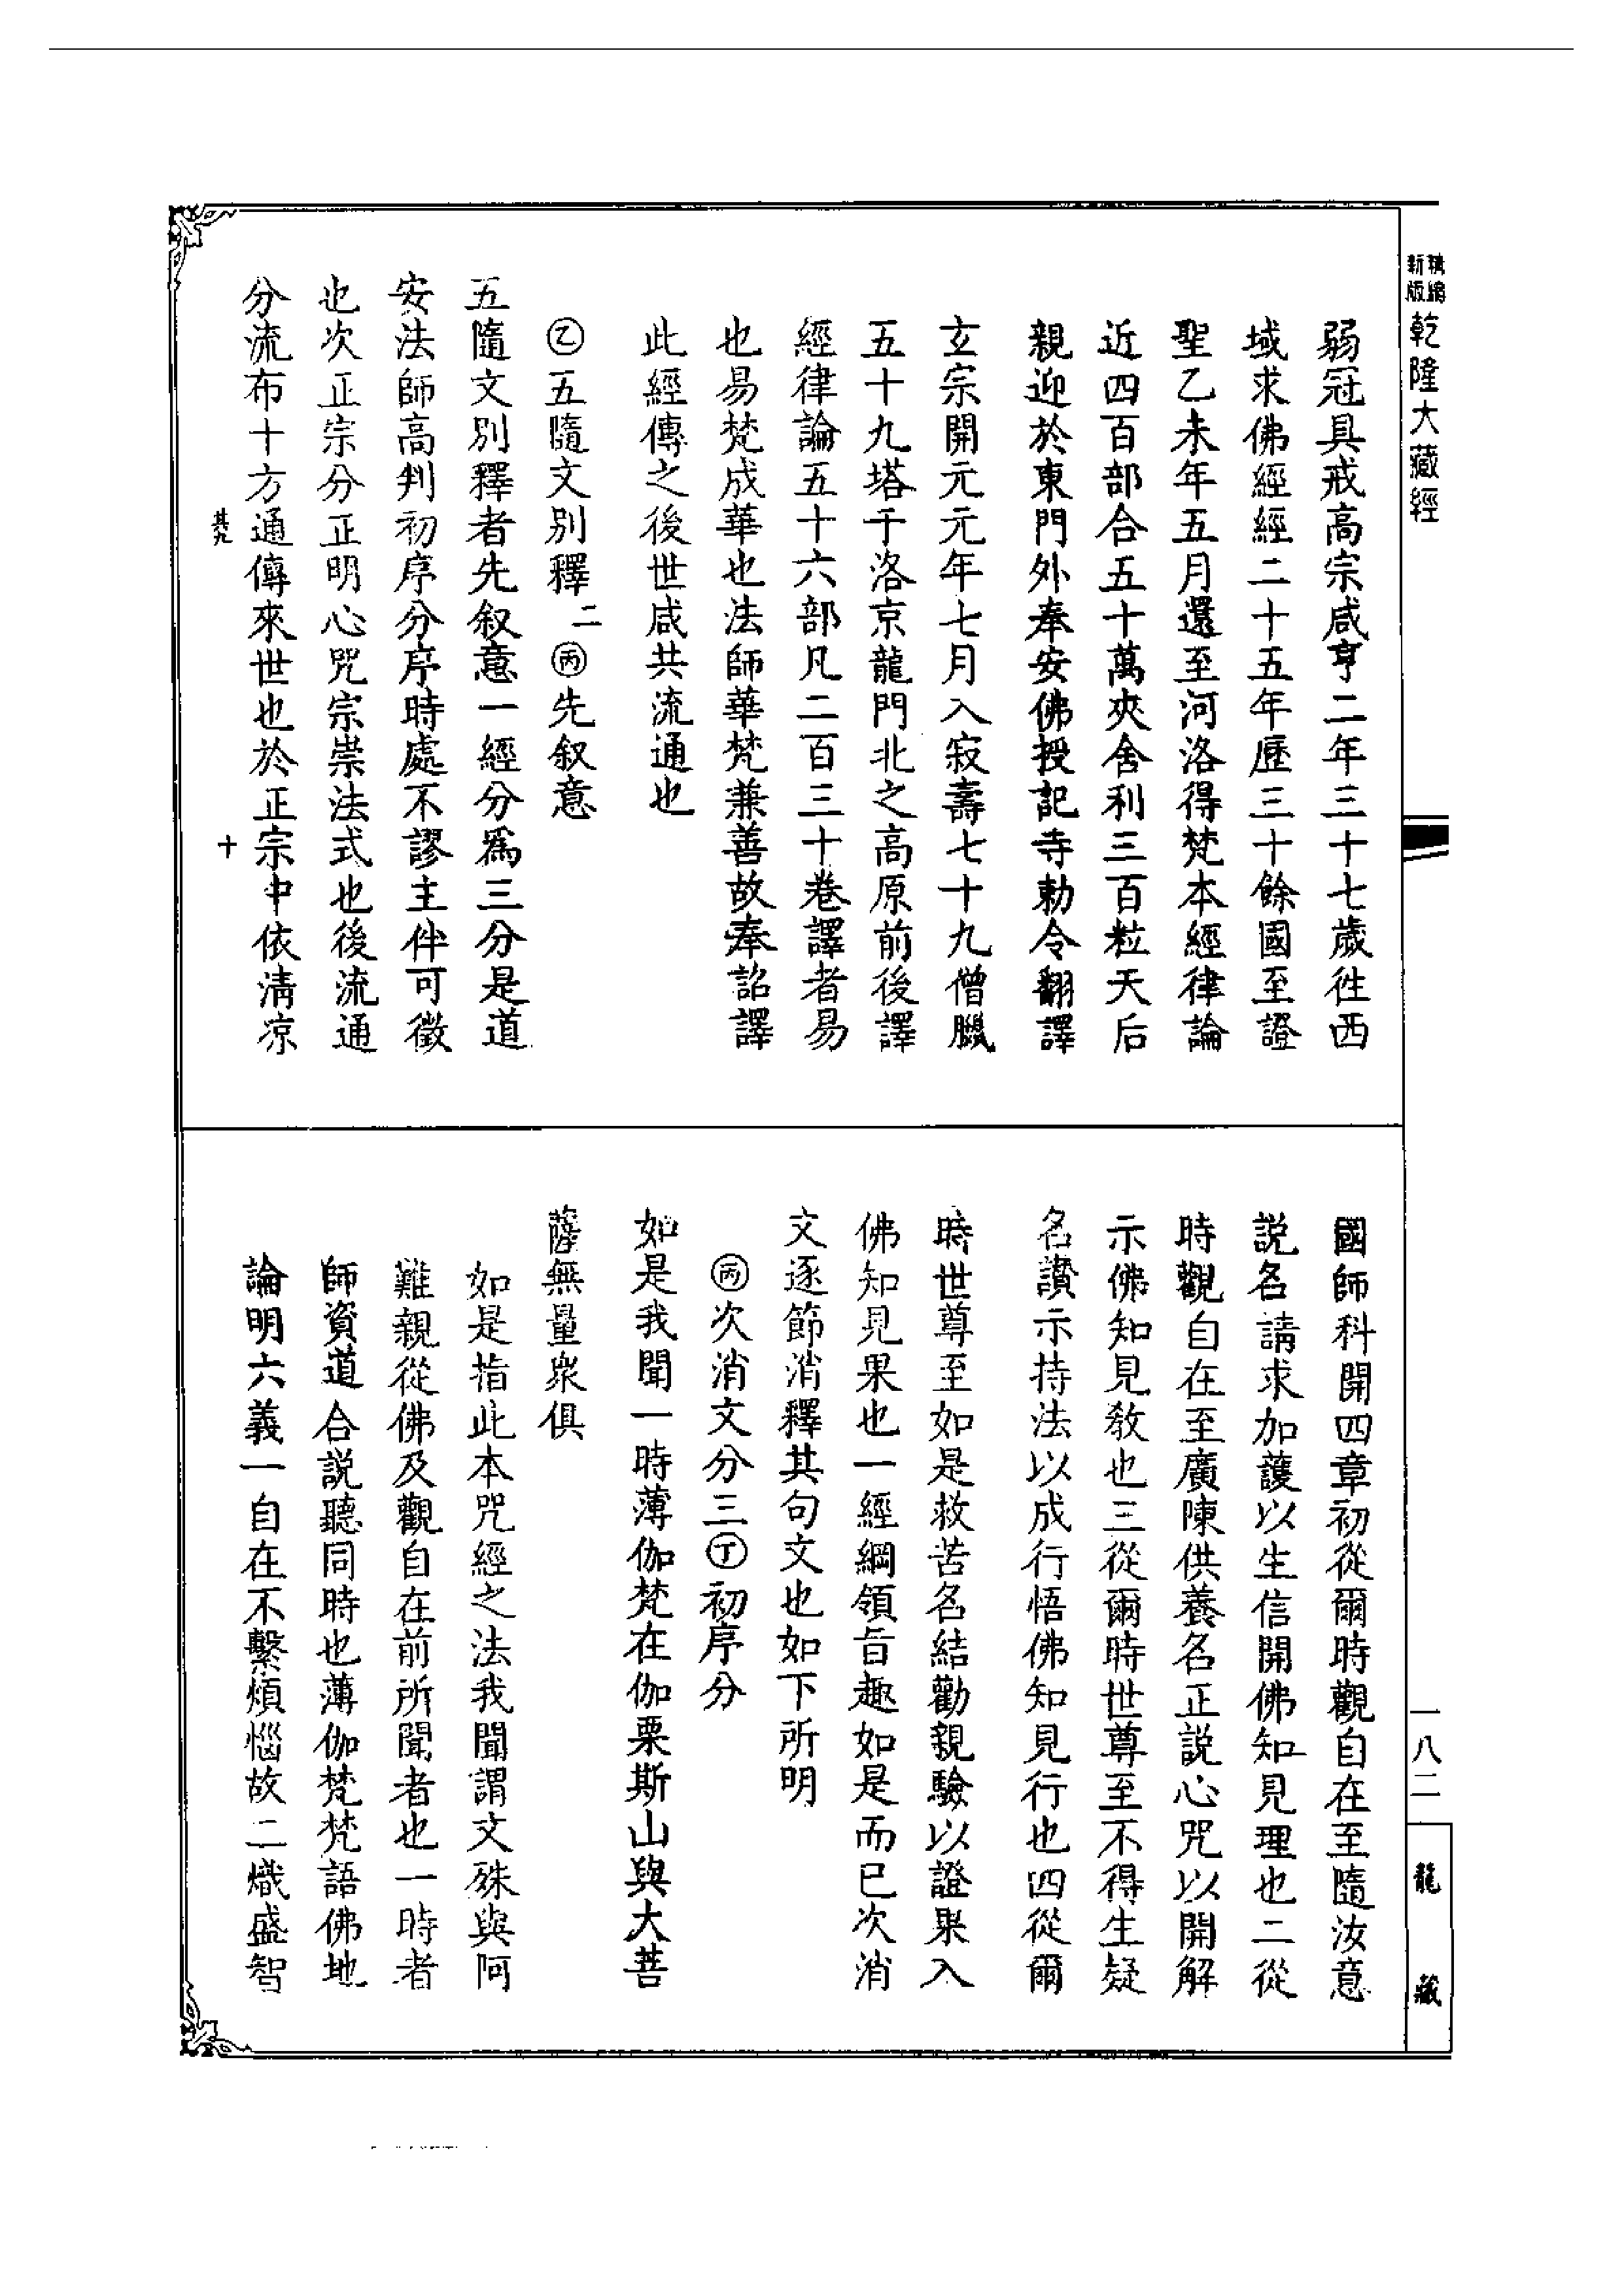 新版
乾隆大藏經
弱冠具戒高宗咸亨二年三十七歲徃西
域求佛經經二十五年歷三十餘國至證
聖乙未年五月還至河洛得梵本經律論
近四百部合五十萬夾舍利三百粒天后
親迎於東門外奉安佛授記寺勅令翻譯
玄宗開元元年七月入寂壽七十九僧臘
五十九塔于洛京龍門北之高原前後譯
經律論五十六部凡二百三十卷譯者易
也易梵成華也法師華梵兼善故奉詔譯
此經傳之後世咸共流通也
㊁五隨文別釋二㊂先叙意
五隨文別釋者先叙意一經分爲三分是道
安法師高判初序分序時處不謬主伴可徵
也次正宗分正明心咒宗崇法式也後流通
分流布十方通傳來世也於正宗中依淸凉
十
國師科開四章初從爾時觀自在至隨汝意
説名請求加護以生信開佛知見理也二從
時觀自在至廣陳供養名正説心咒以開解
示佛知見教也三從爾時世尊至不得生疑
名讚示持法以成行悟佛知見行也四從爾
時世尊至如是救苦名結勸親驗以證果入
佛知見果也一經綱領旨趣如是而已次消
文逐節消釋其句文也如下所明
丙次消文分三丁初序分
如是我聞一時薄伽梵在伽栗斯山與大菩
薩無量衆俱
如是指此本咒經之法我聞謂文殊與阿
難親從佛及觀自在前所聞者也一時者
師資道合説聽同時也薄伽梵梵語佛地
論明六義一自在不繫煩惱故二熾盛智
一八二
龍藏